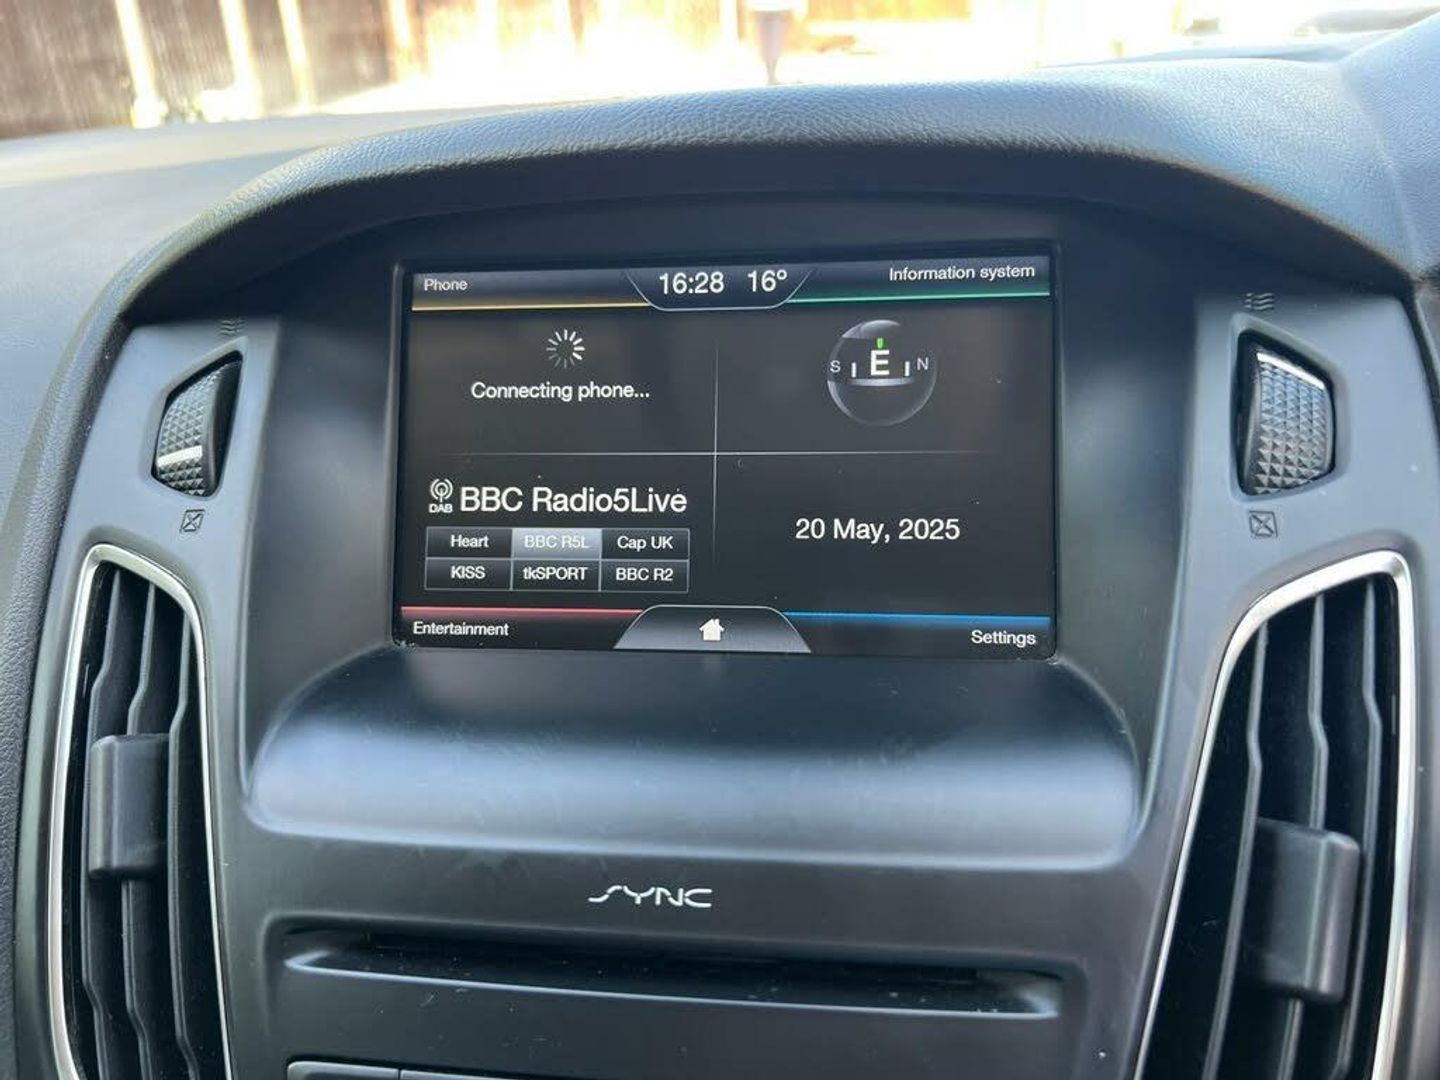 Phone
16:28 16°
Information system
Connecting phone...
S E N
DAB BBC Radio5Live
Heart BBC R5L Cap UK
KISS tkSPORT BBC R2
20 May, 2025
Entertainment
Settings
SYNC